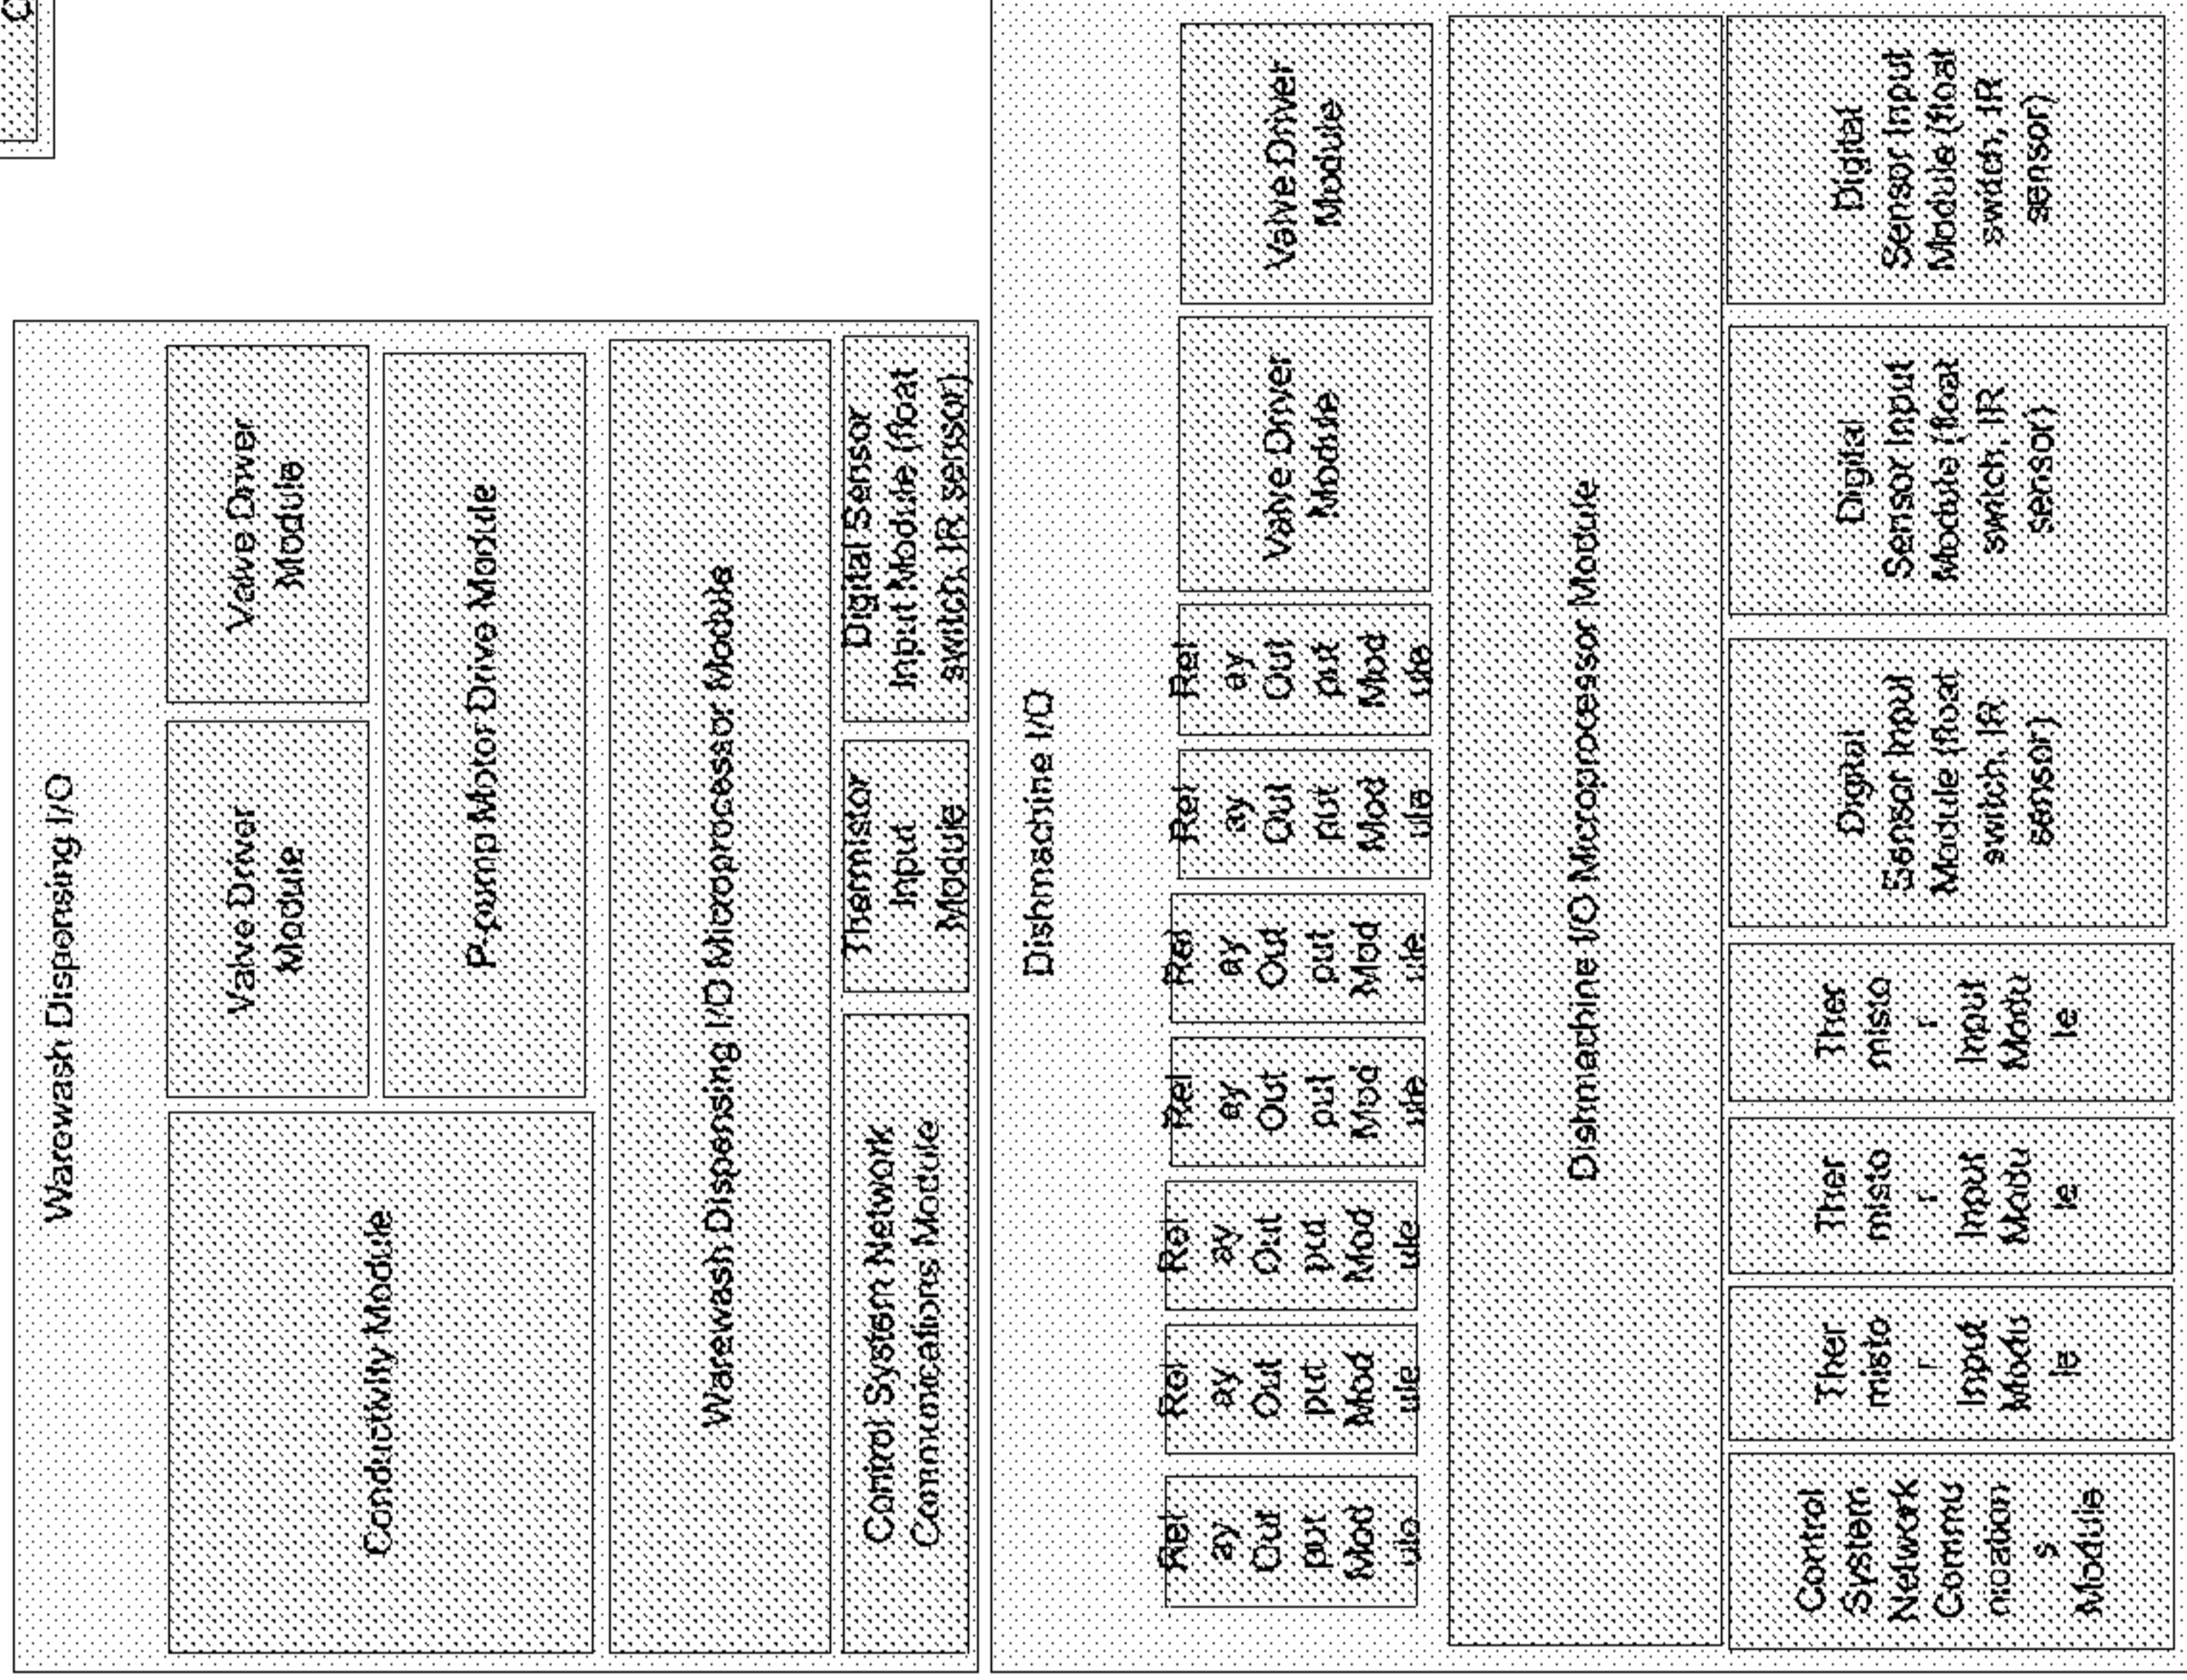 Warewash Dispensing I/O
Conductivity Module
Valve Driver
Module
Valve Driver
Module
P-pump Motor Drive Module
Warewash Dispensing I/O Microprocessor Module
Control System Network
Communications Module
Thermistor
Input
Module
Digital Sensor
Input Module (float
switch, IR sensor)
Dishmachine I/O
Rel
ay
Out
put
Mod
ule
Rel
ay
Out
put
Mod
ule
Rel
ay
Out
put
Mod
ule
Rel
ay
Out
put
Mod
ule
Rel
ay
Out
put
Mod
ule
Rel
ay
Out
put
Mod
ule
Rel
ay
Out
put
Mod
ule
Valve Driver
Module
Valve Driver
Module
Dishmachine I/O Microprocessor Module
Control
System
Network
Commu
nication
s
Module
Ther
misto
r
Input
Modu
le
Ther
misto
r
Input
Modu
le
Ther
misto
r
Input
Modu
le
Digital
Sensor Input
Module (float
switch, IR
sensor)
Digital
Sensor Input
Module (float
switch, IR
sensor)
Digital
Sensor Input
Module (float
switch, IR
sensor)